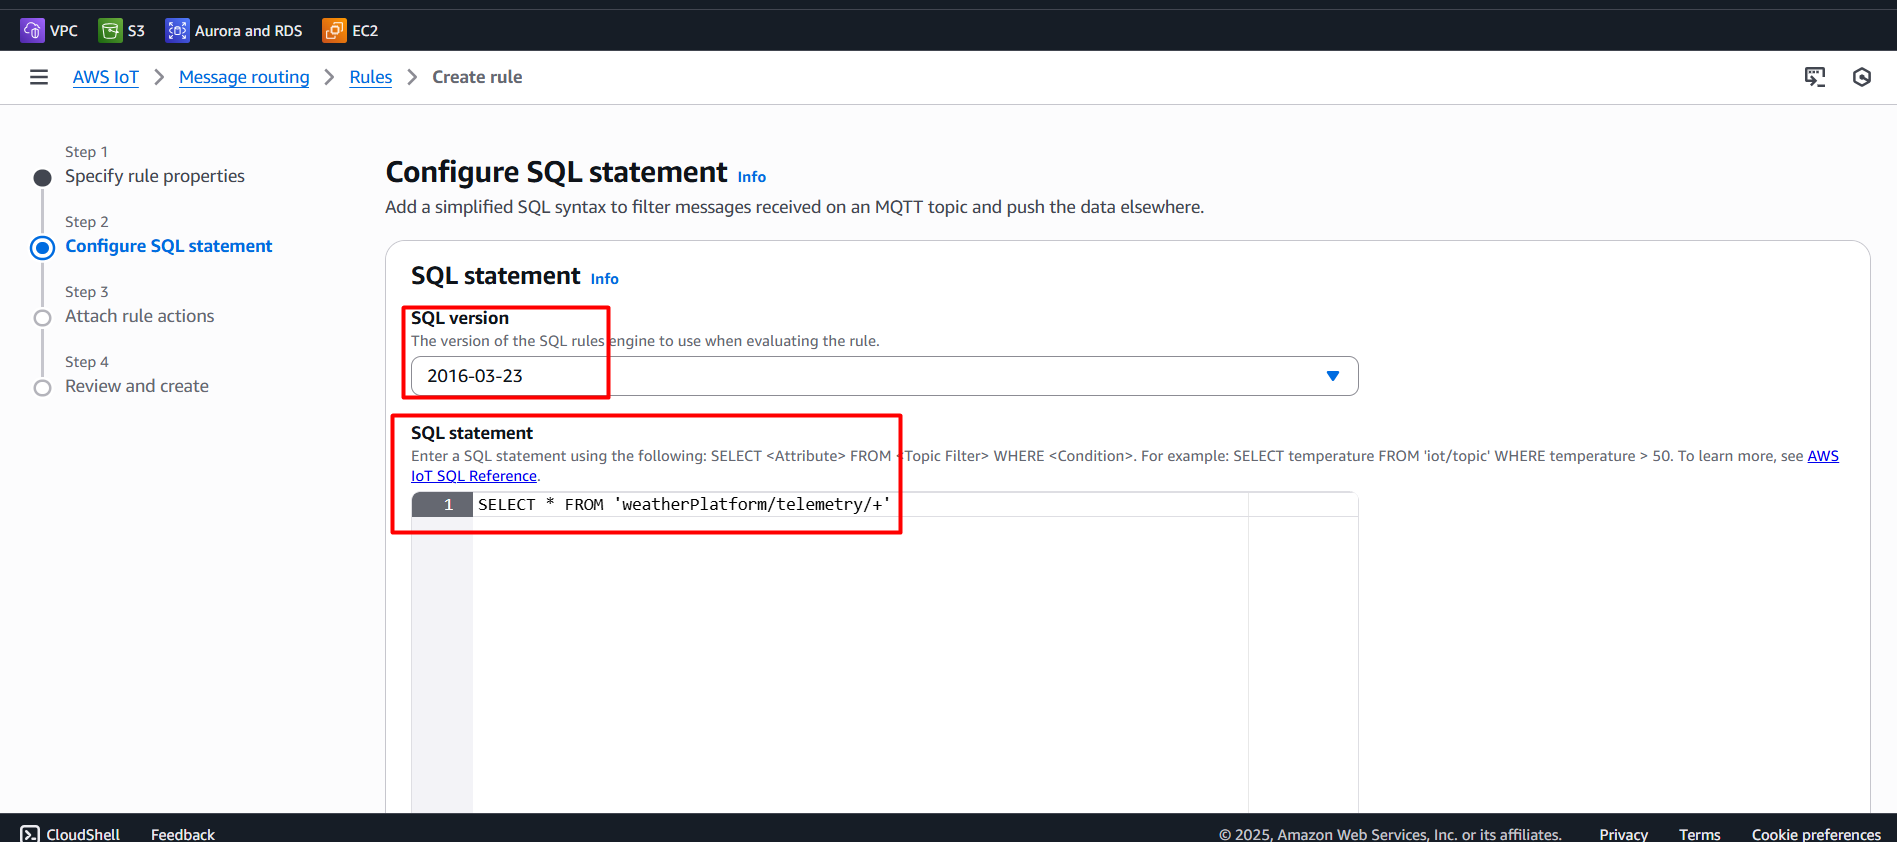 VPC S3 Aurora and RDS EC2
AWS IoT Message routing Rules Create rule
Step 1
Specify rule properties
Step 2
Configure SQL statement
Step 3
Attach rule actions
Step 4
Review and create
Configure SQL statement Info
Add a simplified SQL syntax to filter messages received on an MQTT topic and push the data elsewhere.
SQL statement Info
SQL version
The version of the SQL rules engine to use when evaluating the rule.
2016-03-23
SQL statement
Enter a SQL statement using the following: SELECT <Attribute> FROM <Topic Filter> WHERE <Condition>. For example: SELECT temperature FROM 'iot/topic' WHERE temperature > 50. To learn more, see AWS
IoT SQL Reference.
1 SELECT * FROM 'weatherPlatform/telemetry/+'
CloudShell Feedback © 2025, Amazon Web Services, Inc. or its affiliates. Privacy Terms Cookie preferences